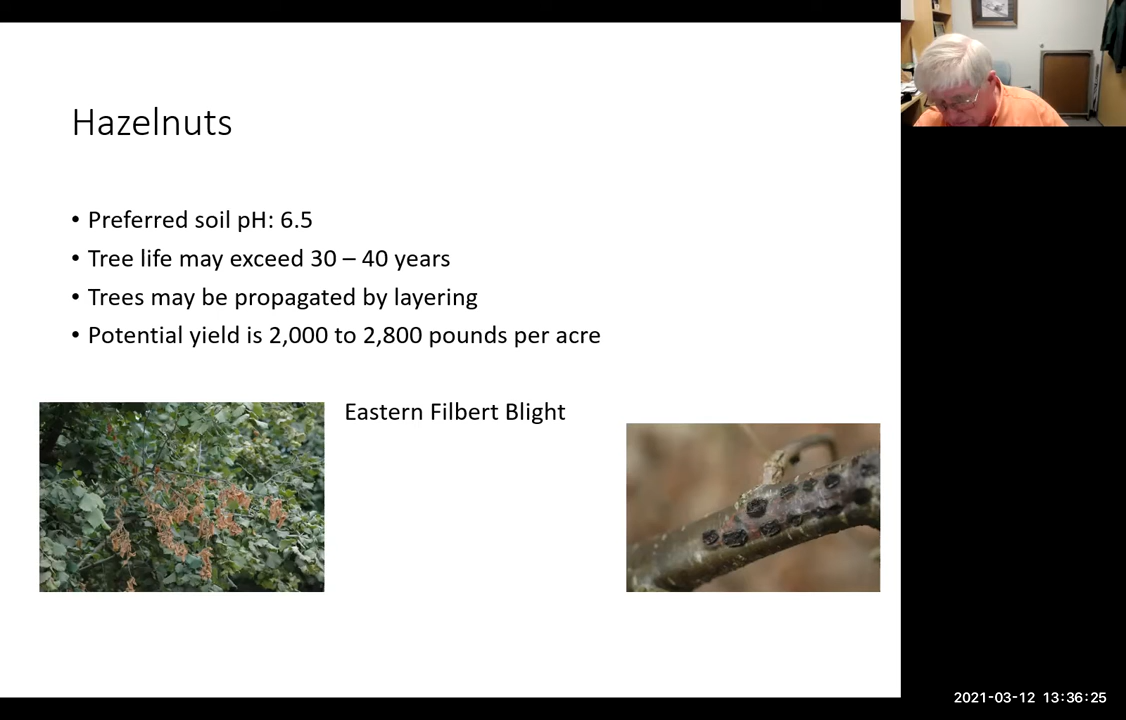 Hazelnuts
• Preferred soil pH: 6.5
• Tree life may exceed 30 – 40 years
• Trees may be propagated by layering
• Potential yield is 2,000 to 2,800 pounds per acre
Eastern Filbert Blight
2021-03-12 13:36:25